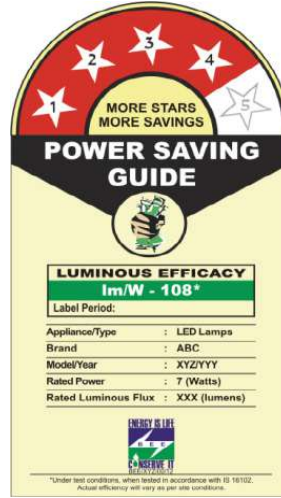 1 2 3 4 5
MORE STARS
MORE SAVINGS
POWER SAVING
GUIDE
LUMINOUS EFFICACY
lm/W - 108*
Label Period:
Appliance/Type : LED Lamps
Brand : ABC
Model/Year : XYZ/YYY
Rated Power : 7 (Watts)
Rated Luminous Flux : XXX (lumens)
ENERGY IS LIFE
BEE
CONSERVE IT
*Under test conditions, when tested in accordance with IS 16102.
Actual efficiency will vary as per site conditions.